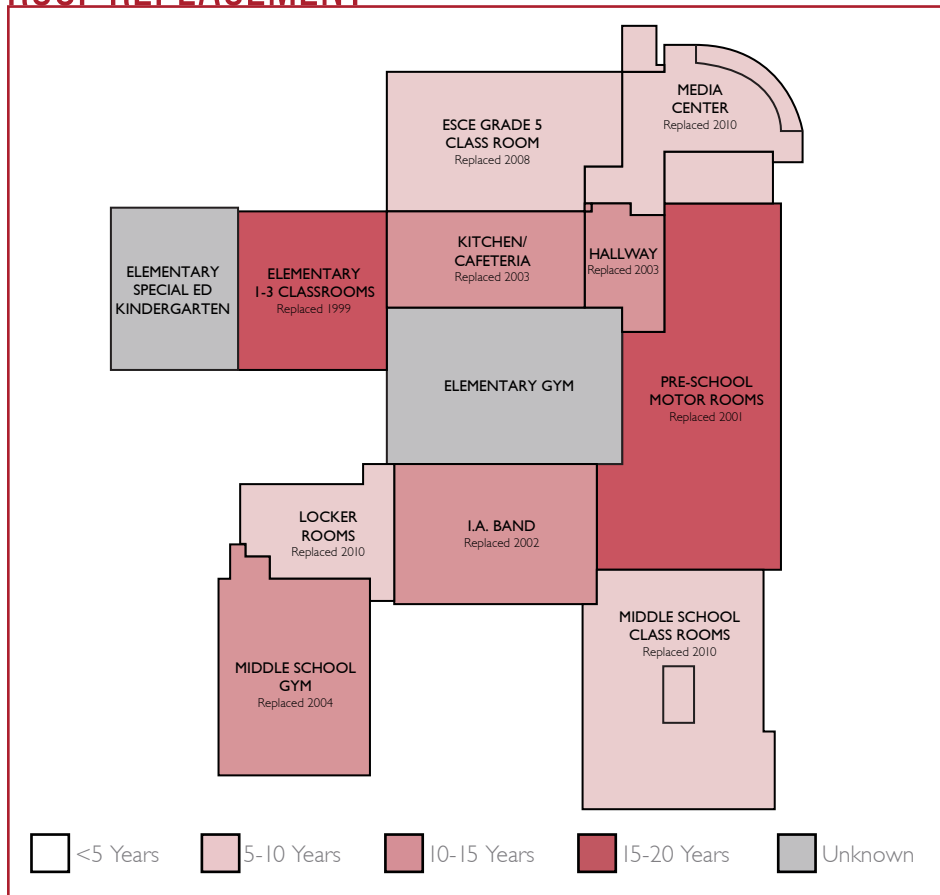 ROOF REPLACEMENT
MEDIA
CENTER
Replaced 2010
ESCE GRADE 5
CLASS ROOM
Replaced 2008
KITCHEN/
CAFETERIA
Replaced 2003
HALLWAY
Replaced 2003
ELEMENTARY
SPECIAL ED
KINDERGARTEN
ELEMENTARY
1-3 CLASSROOMS
Replaced 1999
ELEMENTARY GYM
PRE-SCHOOL
MOTOR ROOMS
Replaced 2001
LOCKER
ROOMS
Replaced 2010
I.A. BAND
Replaced 2002
MIDDLE SCHOOL
CLASS ROOMS
Replaced 2010
MIDDLE SCHOOL
GYM
Replaced 2004
<5 Years
5-10 Years
10-15 Years
15-20 Years
Unknown